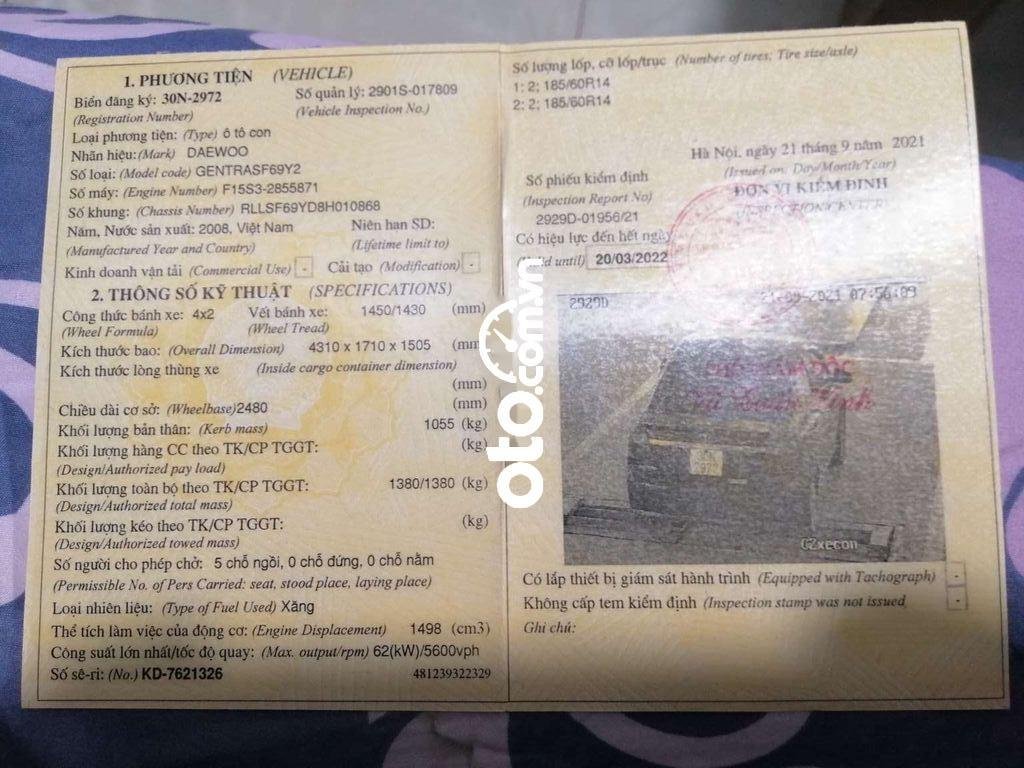 1. PHƯƠNG TIỆN (VEHICLE)
Biển đăng ký: 30N-2972 Số quản lý: 2901S-017809
(Registration Number) (Vehicle Inspection No.)
Loại phương tiện: (Type) ô tô con
Nhãn hiệu:(Mark) DAEWOO
Số loại: (Model code) GENTRASF69Y2
Số máy: (Engine Number) F15S3-2855871
Số khung: (Chassis Number) RLLSF69YD8H010868
Năm, Nước sản xuất: 2008, Việt Nam Niên hạn SD:
(Manufactured Year and Country) (Lifetime limit to)
Kinh doanh vận tải (Commercial Use) - Cải tạo (Modification) -
2. THÔNG SỐ KỸ THUẬT (SPECIFICATIONS)
Công thức bánh xe: 4x2 Vết bánh xe: 1450/1430 (mm)
(Wheel Formula) (Wheel Tread)
Kích thước bao: (Overall Dimension) 4310 x 1710 x 1505 (mm)
Kích thước lòng thùng xe (Inside cargo container dimension)
(mm)
Chiều dài cơ sở: (Wheelbase)2480 (mm)
Khối lượng bản thân: (Kerb mass) 1055 (kg)
Khối lượng hàng CC theo TK/CP TGGT: (kg)
(Design/Authorized pay load)
Khối lượng toàn bộ theo TK/CP TGGT: 1380/1380 (kg)
(Design/Authorized total mass)
Khối lượng kéo theo TK/CP TGGT: (kg)
(Design/Authorized towed mass)
Số người cho phép chở: 5 chỗ ngồi, 0 chỗ đứng, 0 chỗ nằm
(Permissible No. of Pers Carried: seat, stood place, laying place)
Loại nhiên liệu: (Type of Fuel Used) Xăng
Thể tích làm việc của động cơ: (Engine Displacement) 1498 (cm3)
Công suất lớn nhất/tốc độ quay: (Max. output/rpm) 62(kW)/5600vph
Số sê-ri: (No.) KD-7621326 481239322329
Số lượng lốp, cỡ lốp/trục (Number of tires; Tire size/axle)
1: 2; 185/60R14
2: 2; 185/60R14
Hà Nội, ngày 21 tháng 9 năm 2021
(Issued on: Day/Month/Year)
Số phiếu kiểm định ĐƠN VỊ KIỂM ĐỊNH
(Inspection Report No) (INSPECTION CENTER)
2929D-01956/21
Có hiệu lực đến hết ngày
(Valid until) 20/03/2022
2929D 21-09-2021 07:56:09
PHÓ GIÁM ĐỐC
30N
2972
CZxecon
oto.com.vn
Có lắp thiết bị giám sát hành trình (Equipped with Tachograph) -
Không cấp tem kiểm định (Inspection stamp was not issued) -
Ghi chú: